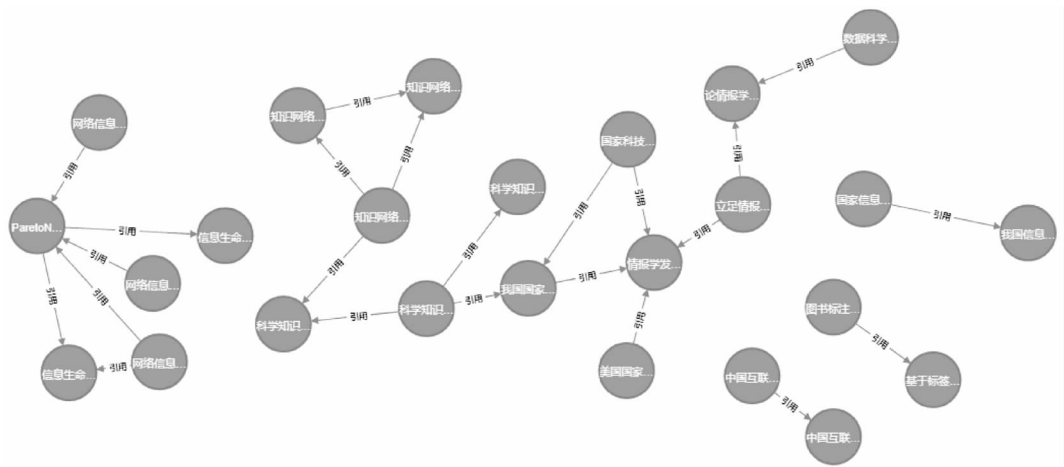 数据科学...
引用
知识网络...
知识网络...
引用
论情报学...
网络信息...
引用
引用
国家科技...
引用
引用
引用
科学知识...
引用
国家信息...
知识网络...
引用
立足情报...
引用
我国信息...
ParetoN...
引用
信息生命...
引用
引用
引用
情报学发...
网络信息...
引用
我国国家...
引用
引用
引用
科学知识...
引用
科学知识...
引用
引用
图书标注...
引用
网络信息...
引用
信息生命...
美国国家...
中国互联...
基于标签...
引用
中国互联...